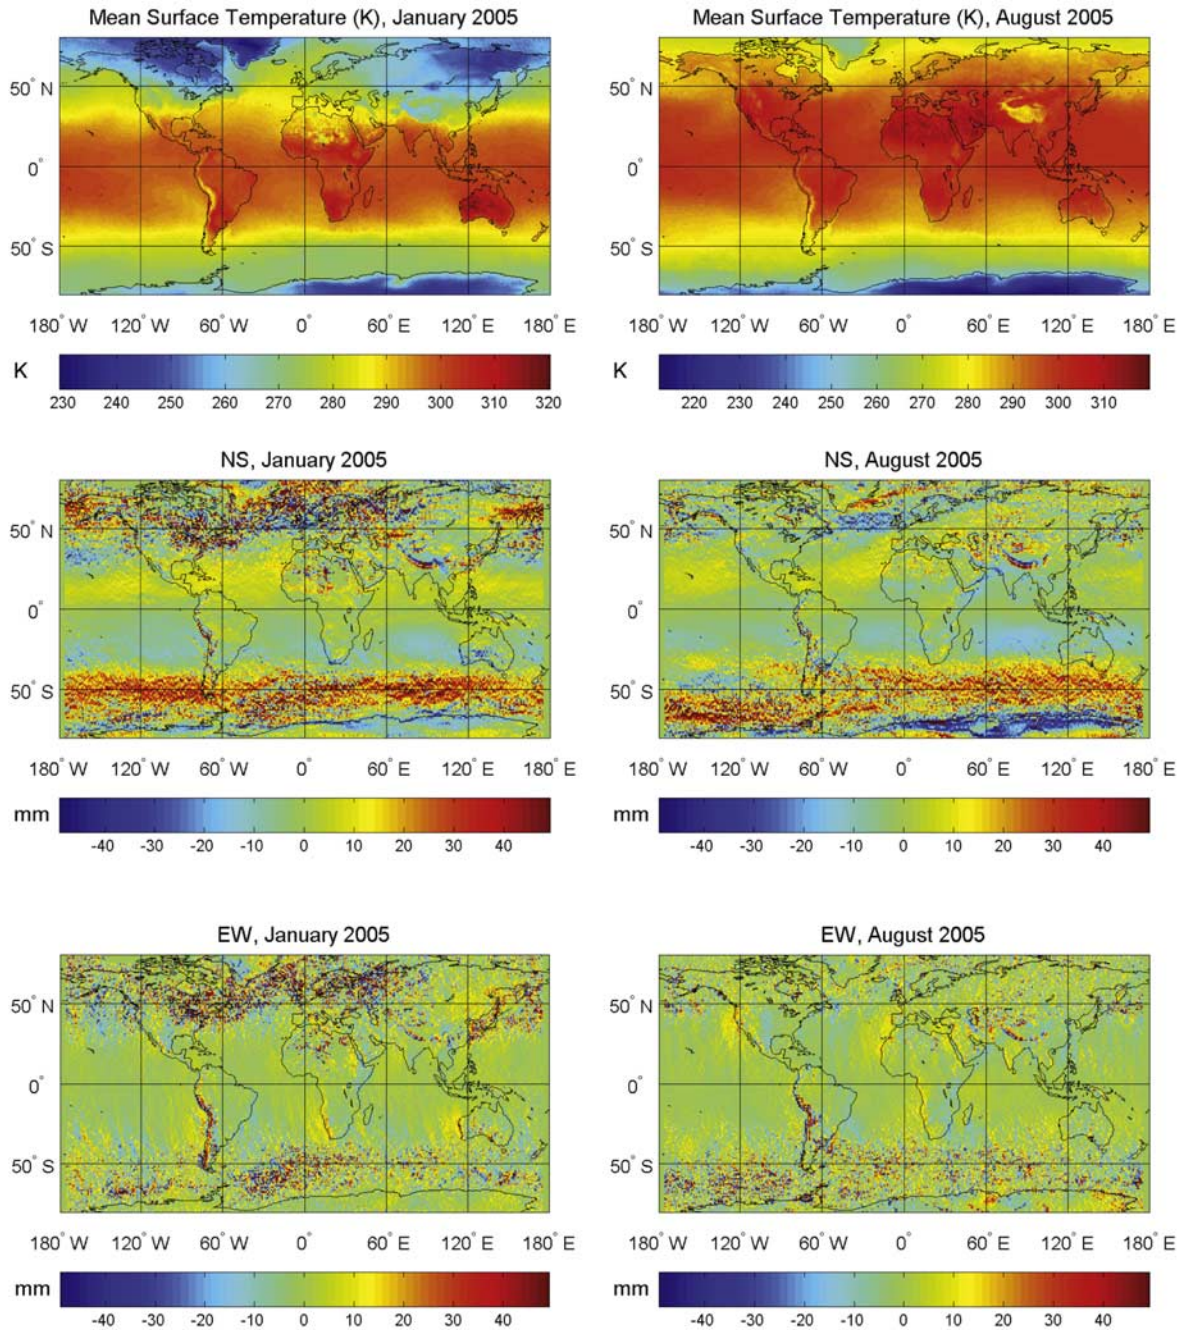 Mean Surface Temperature (K), January 2005
Mean Surface Temperature (K), August 2005
50° N
0°
50° S
180° W 120° W 60° W 0° 60° E 120° E 180° E
K
230 240 250 260 270 280 290 300 310 320
50° N
0°
50° S
180° W 120° W 60° W 0° 60° E 120° E 180° E
K
220 230 240 250 260 270 280 290 300 310
NS, January 2005
NS, August 2005
50° N
0°
50° S
180° W 120° W 60° W 0° 60° E 120° E 180° E
mm
-40 -30 -20 -10 0 10 20 30 40
50° N
0°
50° S
180° W 120° W 60° W 0° 60° E 120° E 180° E
mm
-40 -30 -20 -10 0 10 20 30 40
EW, January 2005
EW, August 2005
50° N
0°
50° S
180° W 120° W 60° W 0° 60° E 120° E 180° E
mm
-40 -30 -20 -10 0 10 20 30 40
50° N
0°
50° S
180° W 120° W 60° W 0° 60° E 120° E 180° E
mm
-40 -30 -20 -10 0 10 20 30 40